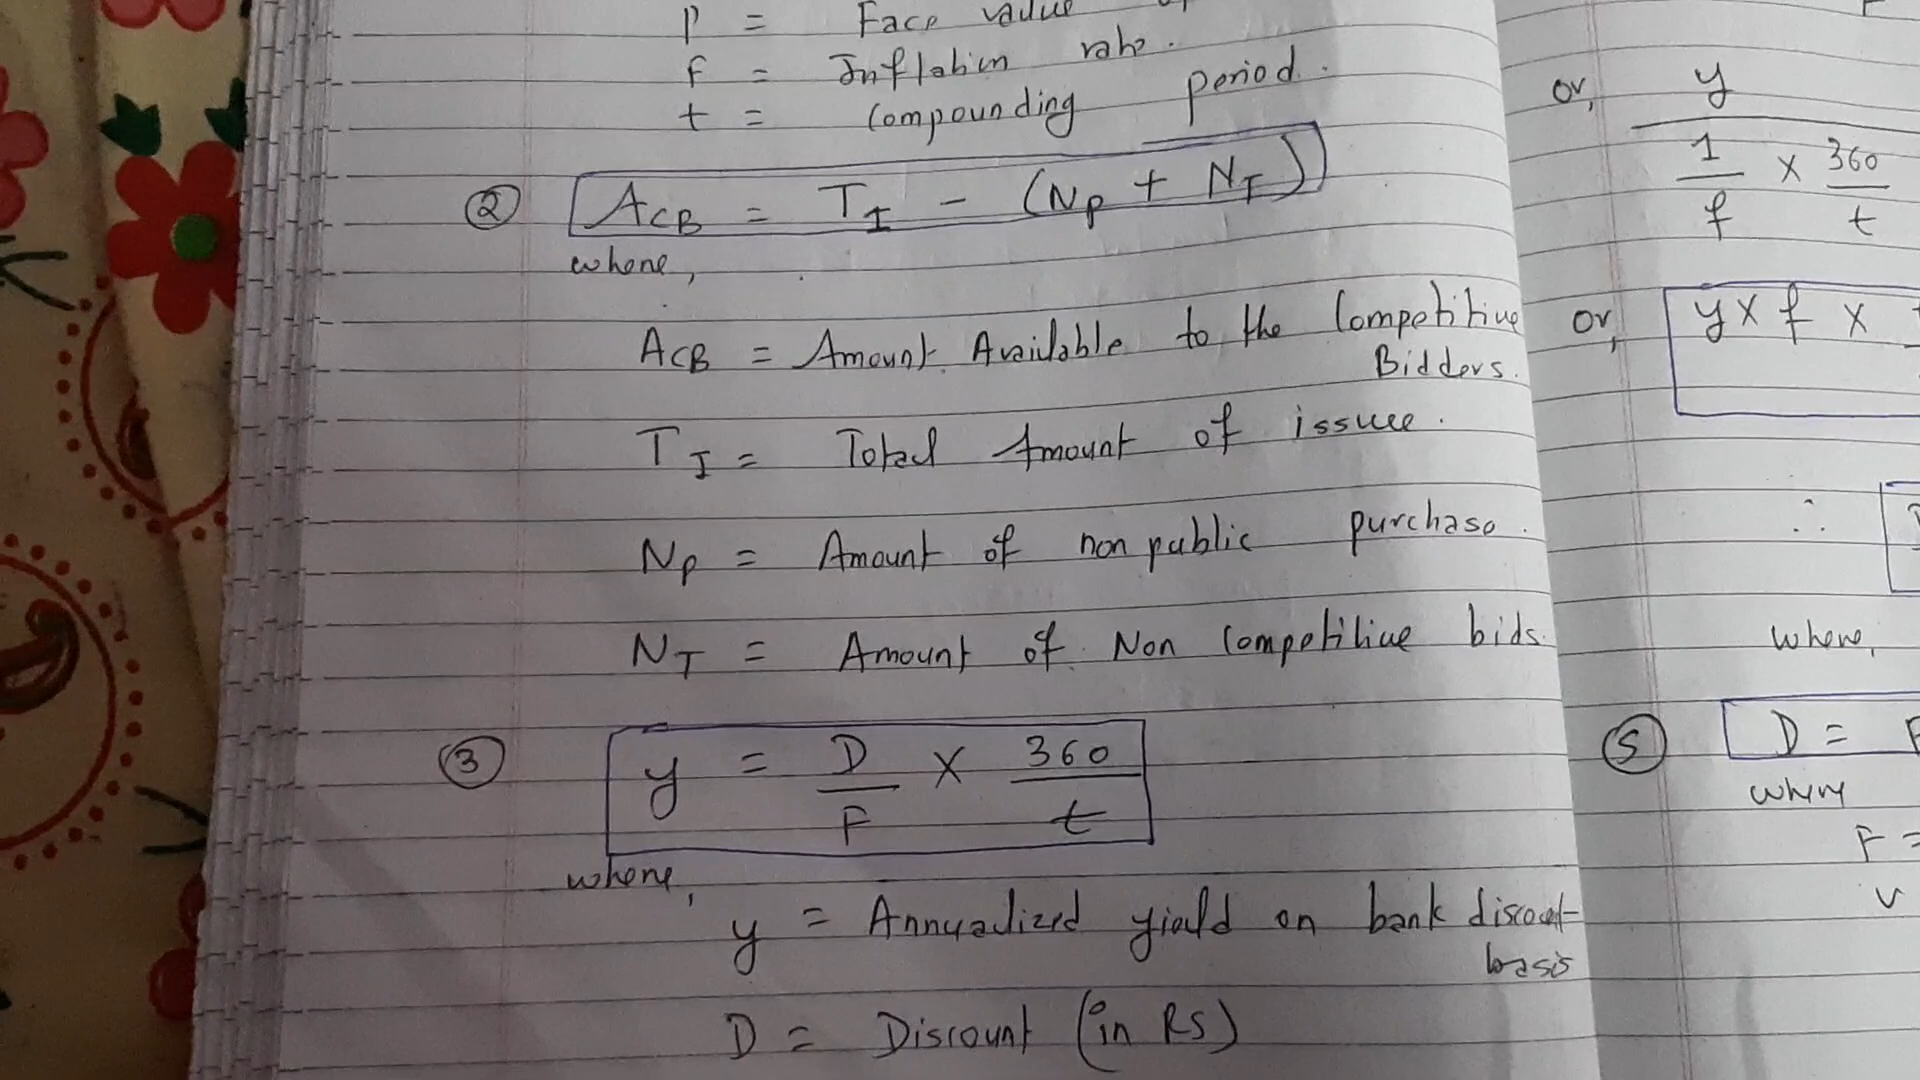 P = Face value
f = Inflation rate.
t = compounding period.
② ACB = TI - (Np + NT)
where,
ACB = Amount Available to the Competitive
Bidders.
TI = Total Amount of issuee.
Np = Amount of non public purchase.
NT = Amount of Non Competitive bids.
③ y = D/F × 360/t
where,
y = Annualized yield on bank discount
basis
D = Discount (in RS)
or, y
1/f × 360/t
or, y × f ×
∴
where,
⑤ D = F
where
F =